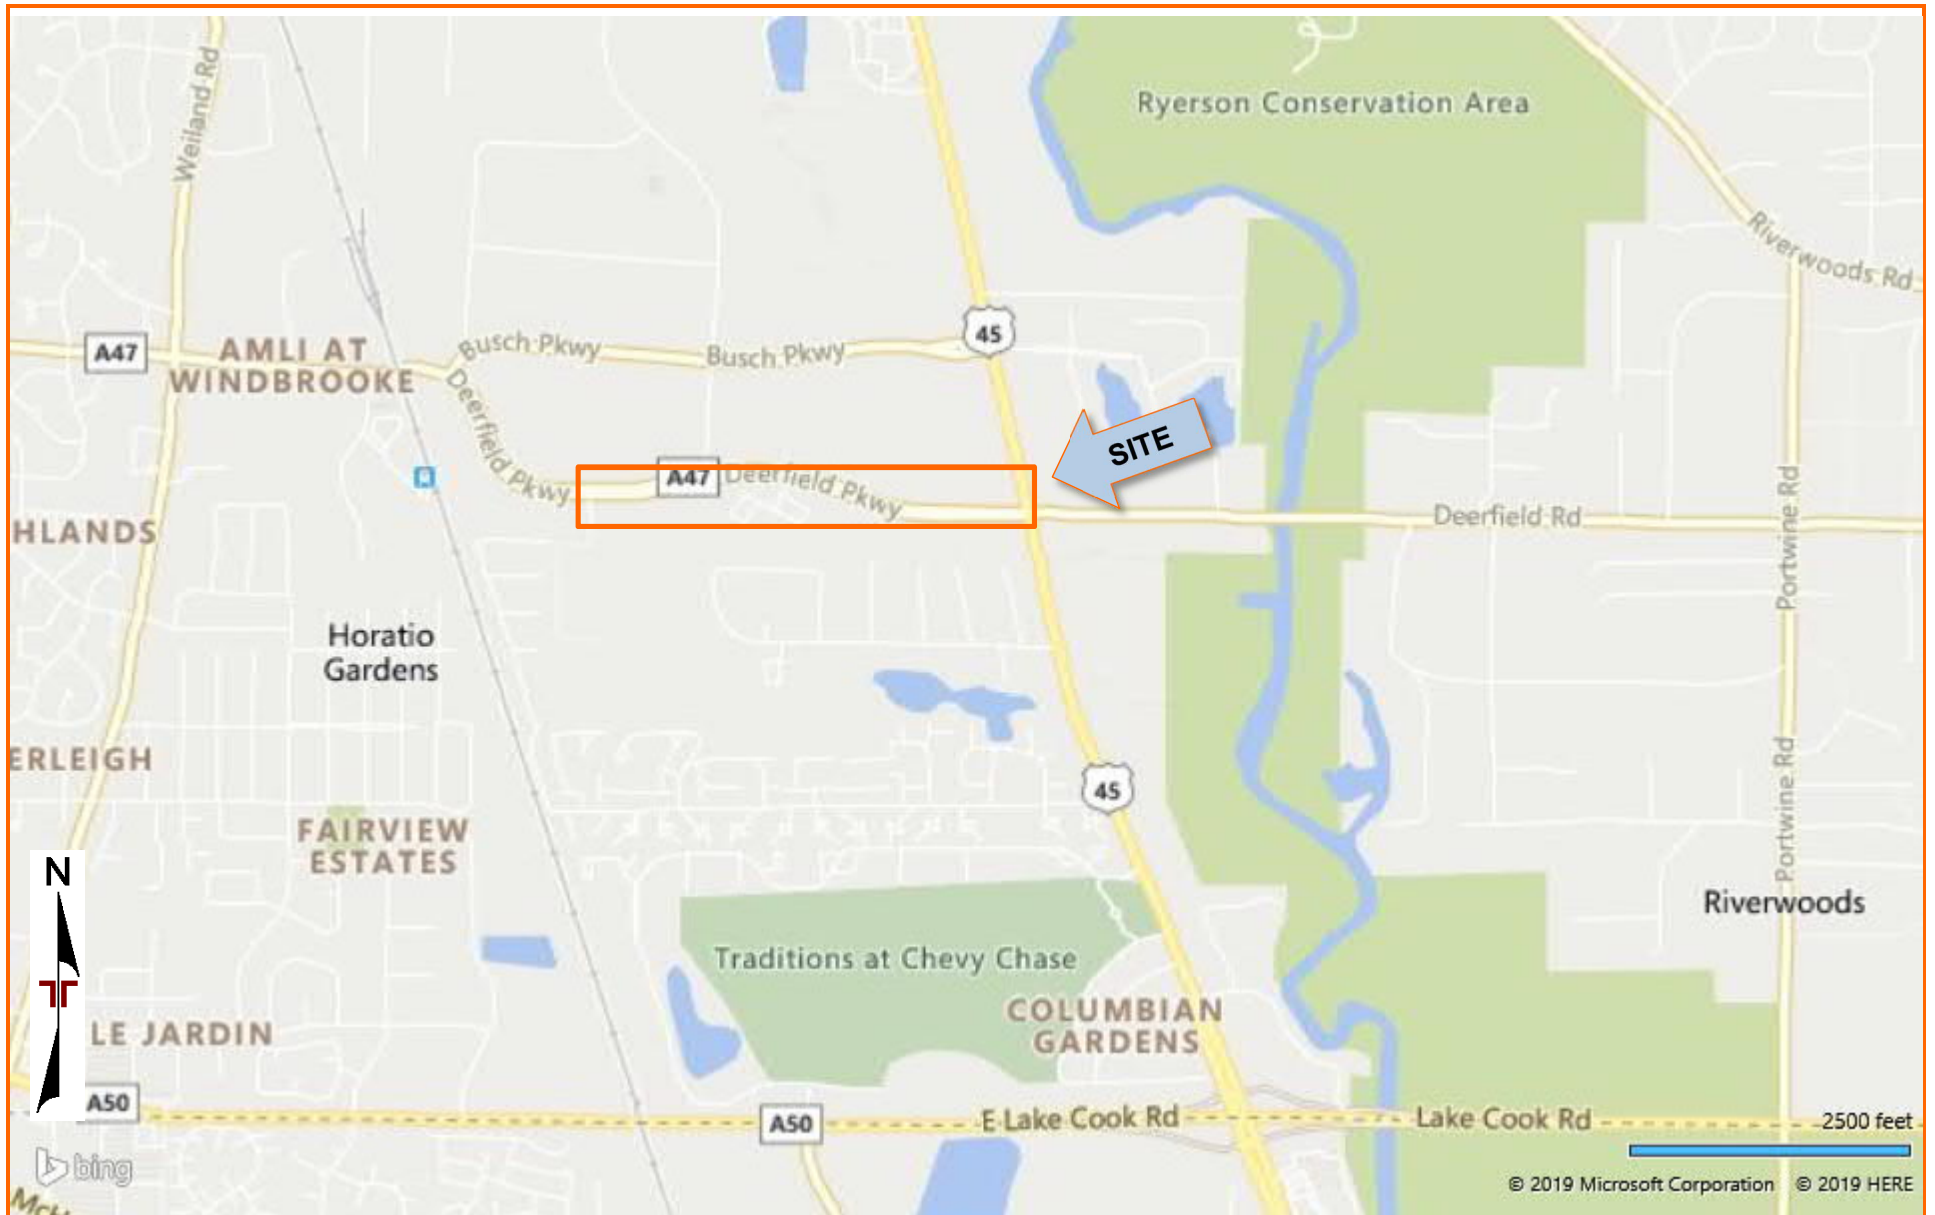 Weiland Rd
Ryerson Conservation Area
Riverwoods Rd
45
A47
AMLI AT
WINDBROOKE
Busch Pkwy
Busch Pkwy
Deerfield Pkwy
SITE
A47
Deerfield Pkwy
Deerfield Rd
Portwine Rd
HLANDS
Horatio
Gardens
ERLEIGH
45
Portwine Rd
FAIRVIEW
ESTATES
N
Riverwoods
Traditions at Chevy Chase
COLUMBIAN
GARDENS
LE JARDIN
A50
A50
E Lake Cook Rd
Lake Cook Rd
2500 feet
bing
© 2019 Microsoft Corporation © 2019 HERE